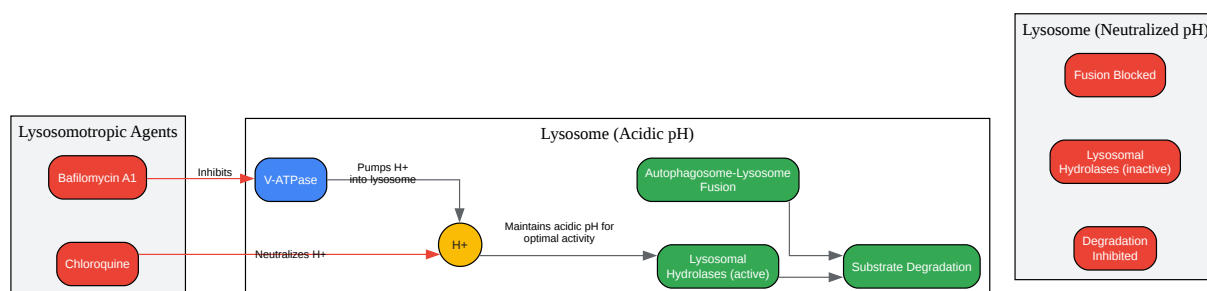 Lysosomotropic Agents
Bafilomycin A1
Chloroquine
Inhibits
Neutralizes H+
Lysosome (Acidic pH)
V-ATPase
Pumps H+
into lysosome
H+
Maintains acidic pH for
optimal activity
Autophagosome-Lysosome
Fusion
Lysosomal
Hydrolases (active)
Substrate Degradation
Lysosome (Neutralized pH)
Fusion Blocked
Lysosomal
Hydrolases (inactive)
Degradation
Inhibited